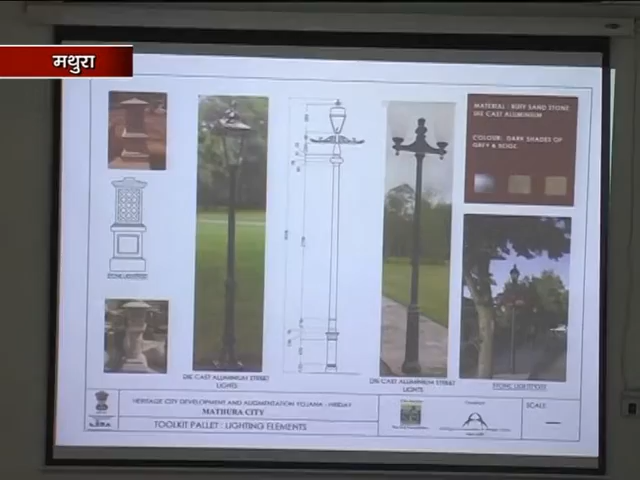 मथुरा
MATERIAL : BUFF SAND STONE,
DIE CAST ALUMINIUM
COLOUR: DARK SHADES OF
GREY & BEIGE
DIE CAST ALUMINIUM STREET
LIGHTS
DIE CAST ALUMINIUM STREET
LIGHTS
HERITAGE CITY DEVELOPMENT AND AUGMENTATION YOJANA - HRIDAY
MATHURA CITY
TOOLKIT PALLET : LIGHTING ELEMENTS
SCALE